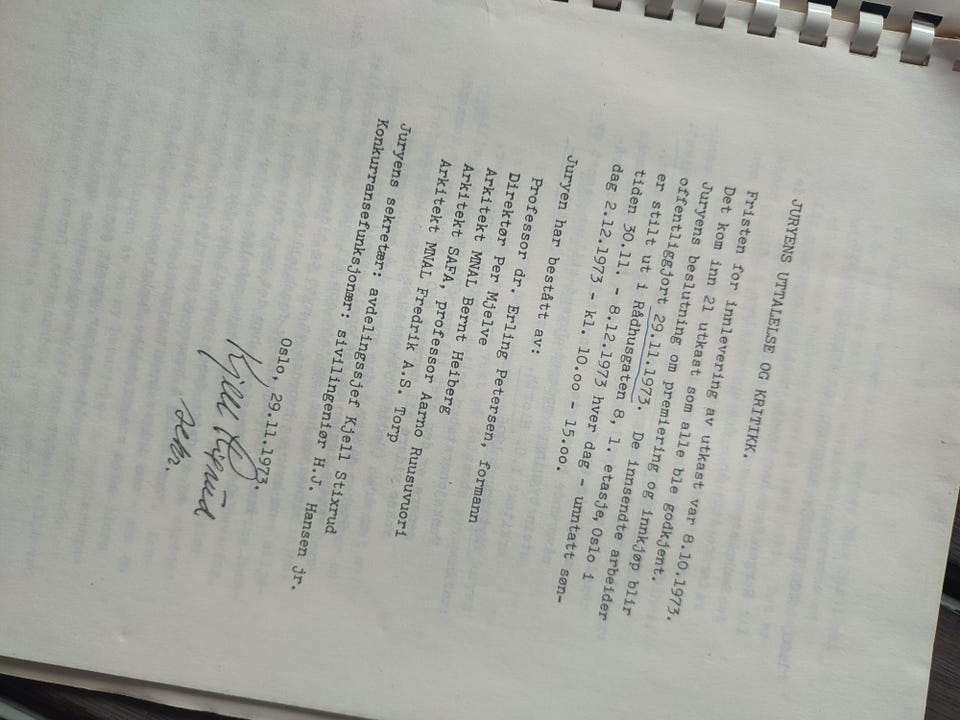 JURYENS UTTALELSE OG KRITIKK.
Fristen for innlevering av utkast var 8.10.1973.
Det kom inn 21 utkast som alle ble godkjent.
Juryens beslutning om premiering og innkjøp blir
offentliggjort 29.11.1973. De innsendte arbeider
er stilt ut i Rådhusgaten 8, 1. etasje, Oslo i
tiden 30.11. - 8.12.1973 hver dag - unntatt søn-
dag 2.12.1973 - kl. 10.oo - 15.oo.
Juryen har bestått av:
Professor dr. Erling Petersen, formann
Direktør Per Mjelve
Arkitekt MNAL Bernt Heiberg
Arkitekt SAFA, professor Aarno Ruusuvuori
Arkitekt MNAL Fredrik A.S. Torp
Juryens sekretær: avdelingssjef Kjell Stixrud
Konkurransefunksjonær: sivilingeniør H.J. Hansen jr.
Oslo, 29.11.1973.
Kjell Stixrud
sekr.